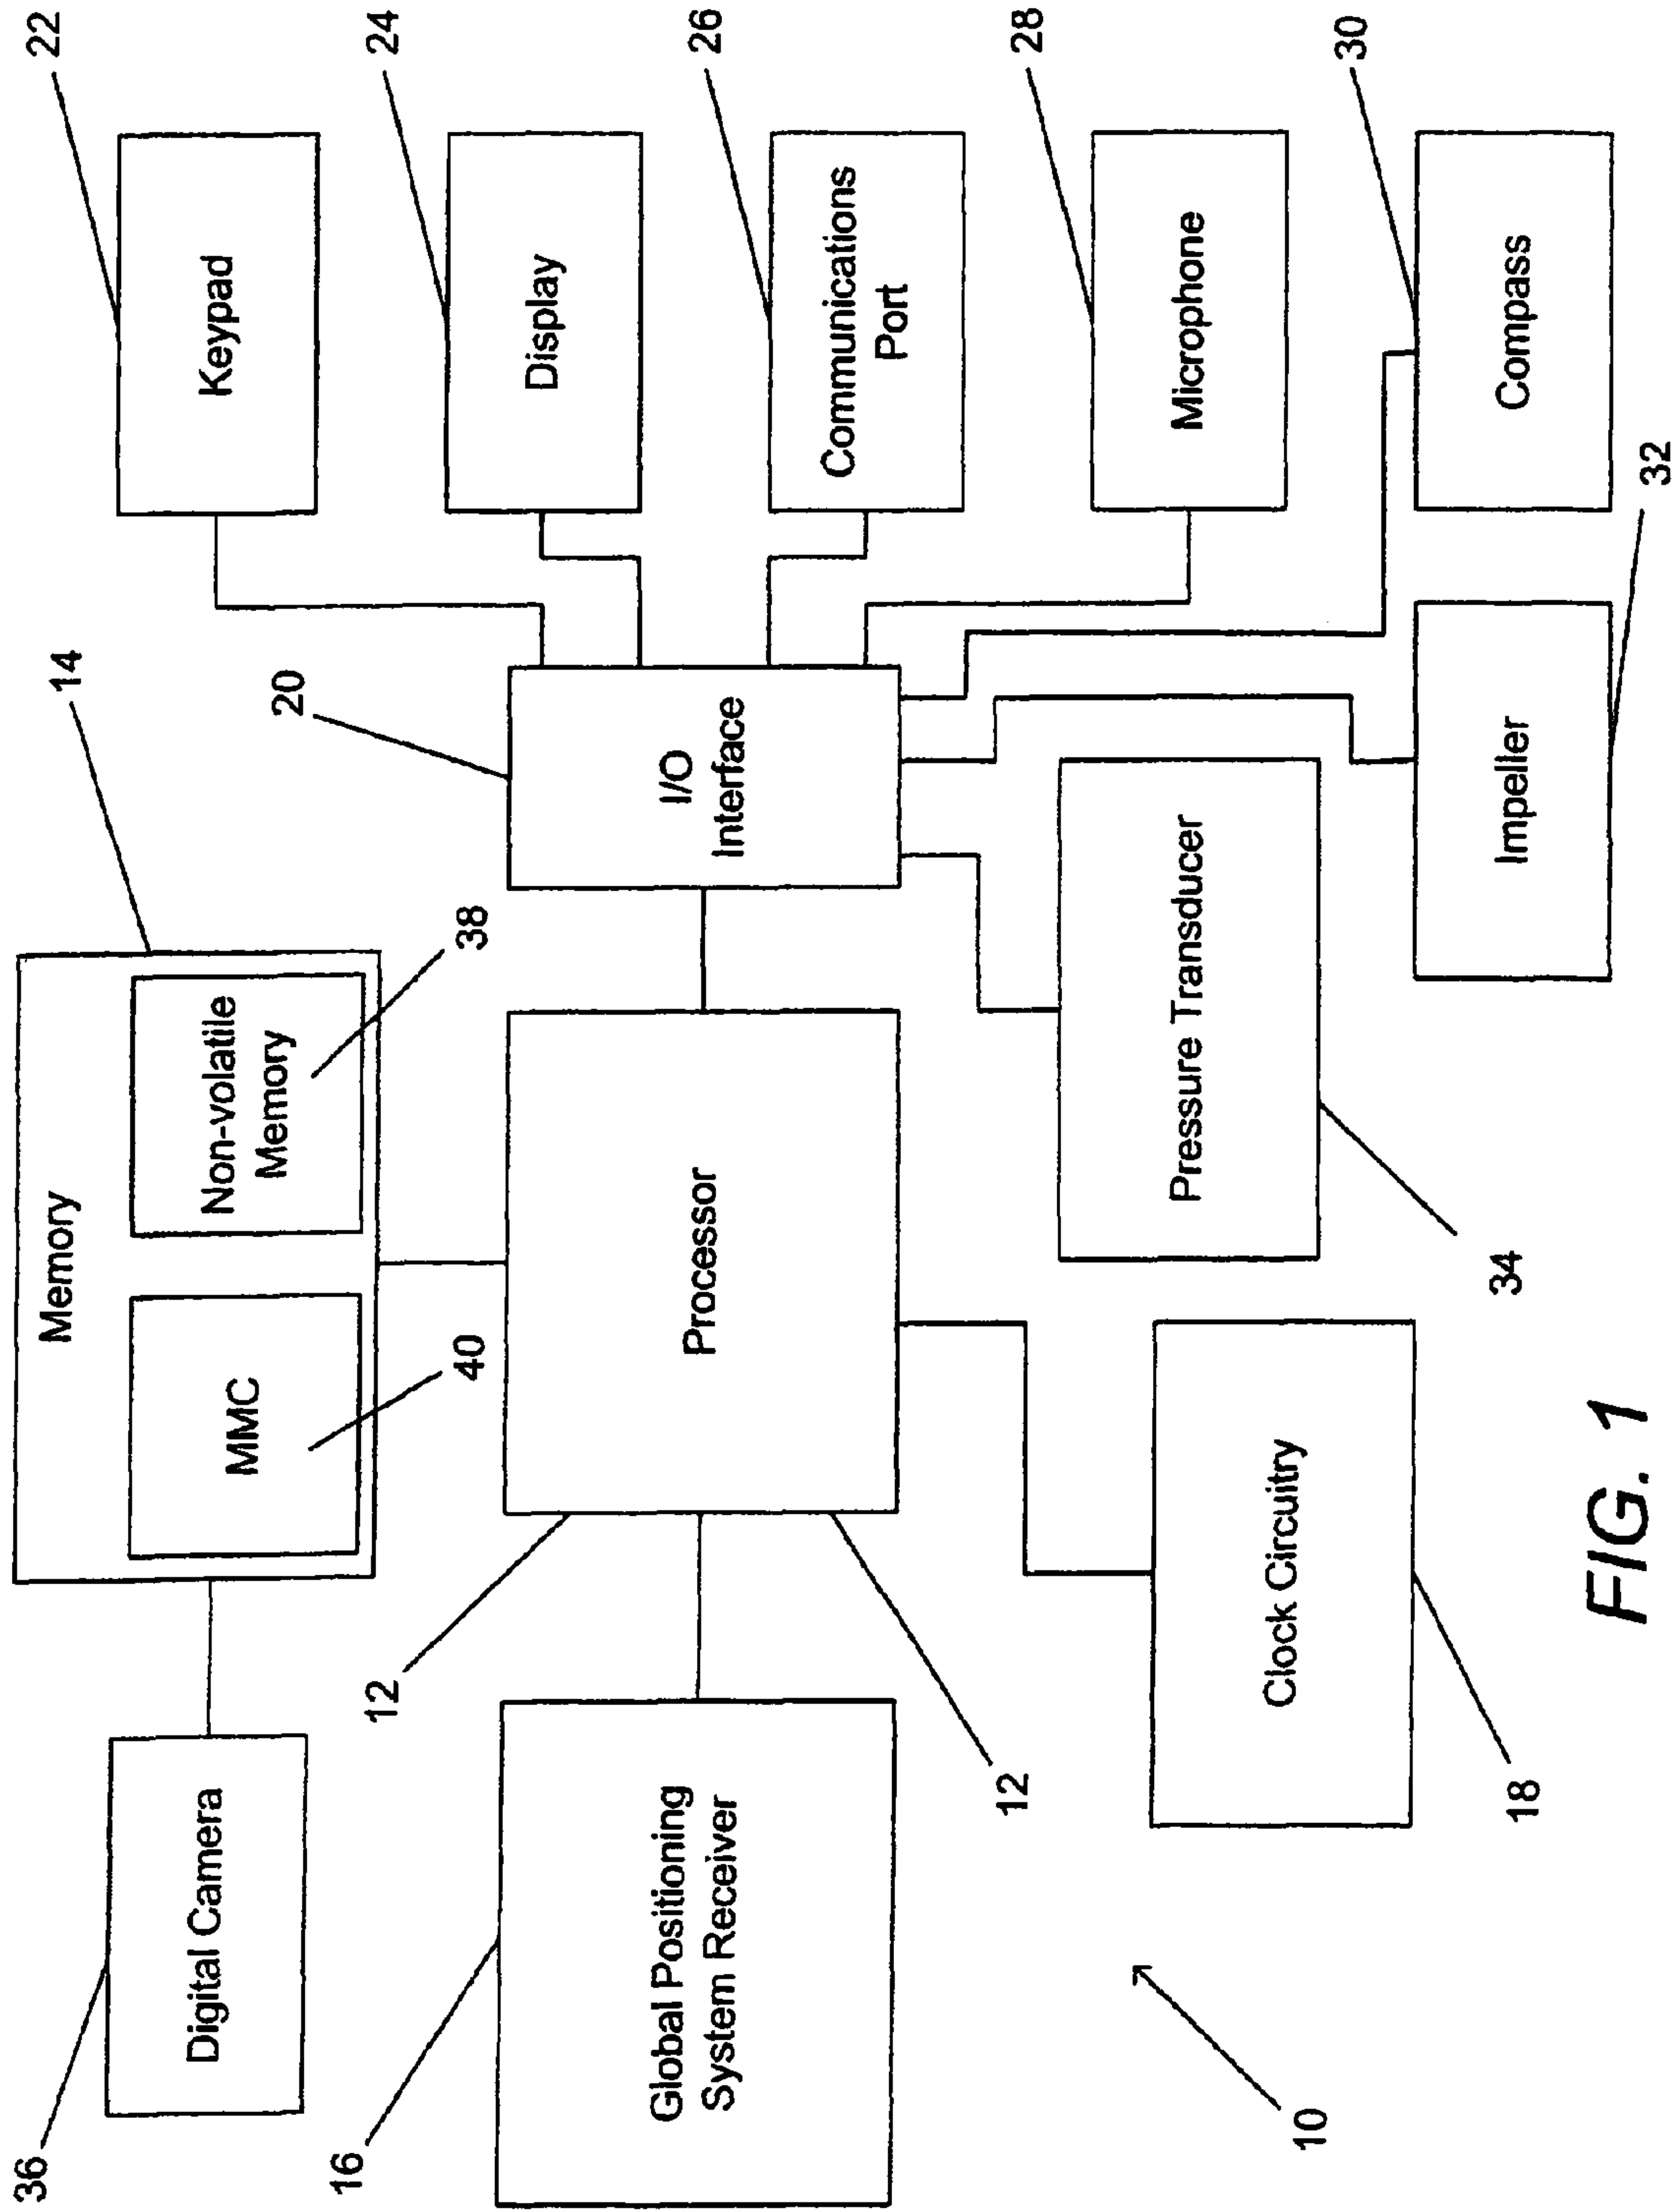 36
Digital Camera
Memory
14
MMC
Non-volatile
Memory
40
38
22
Keypad
16
Global Positioning
System Receiver
12
12
Processor
20
I/O
Interface
24
Display
26
Communications
Port
10
18
Clock Circuitry
34
Pressure Transducer
28
Microphone
Impeller
32
30
Compass
FIG. 1